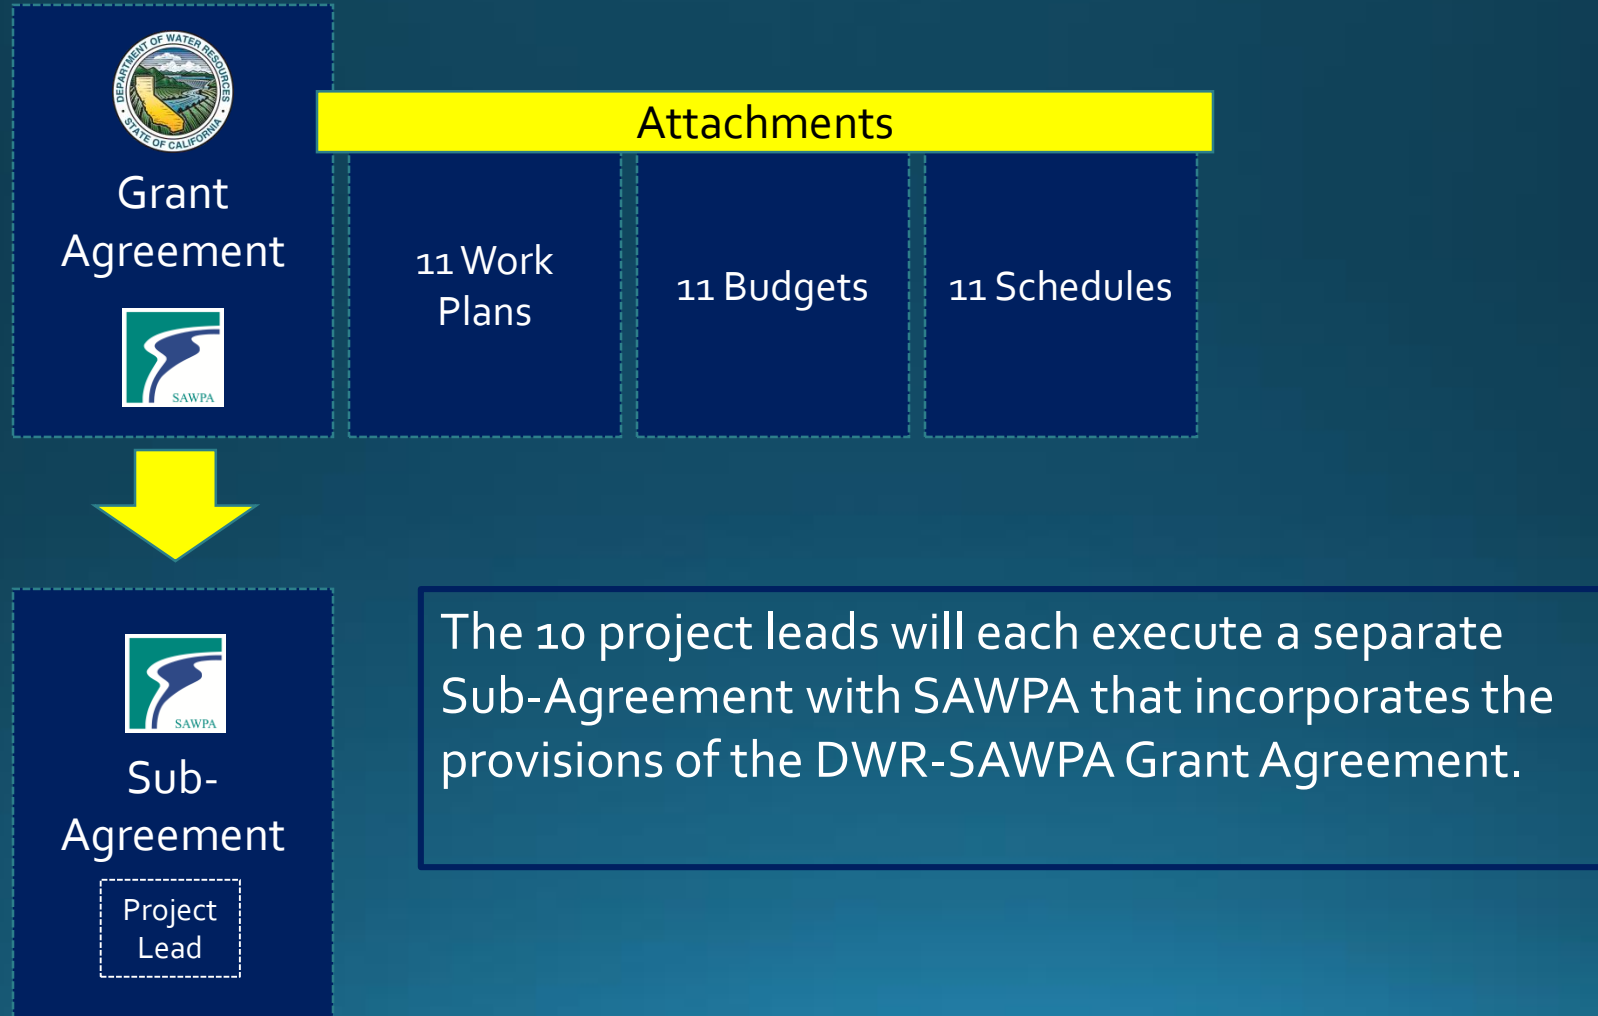 DEPARTMENT OF WATER RESOURCES
STATE OF CALIFORNIA
Grant
Agreement
SAWPA
Attachments
11 Work
Plans
11 Budgets
11 Schedules
SAWPA
Sub-
Agreement
Project
Lead
The 10 project leads will each execute a separate
Sub-Agreement with SAWPA that incorporates the
provisions of the DWR-SAWPA Grant Agreement.